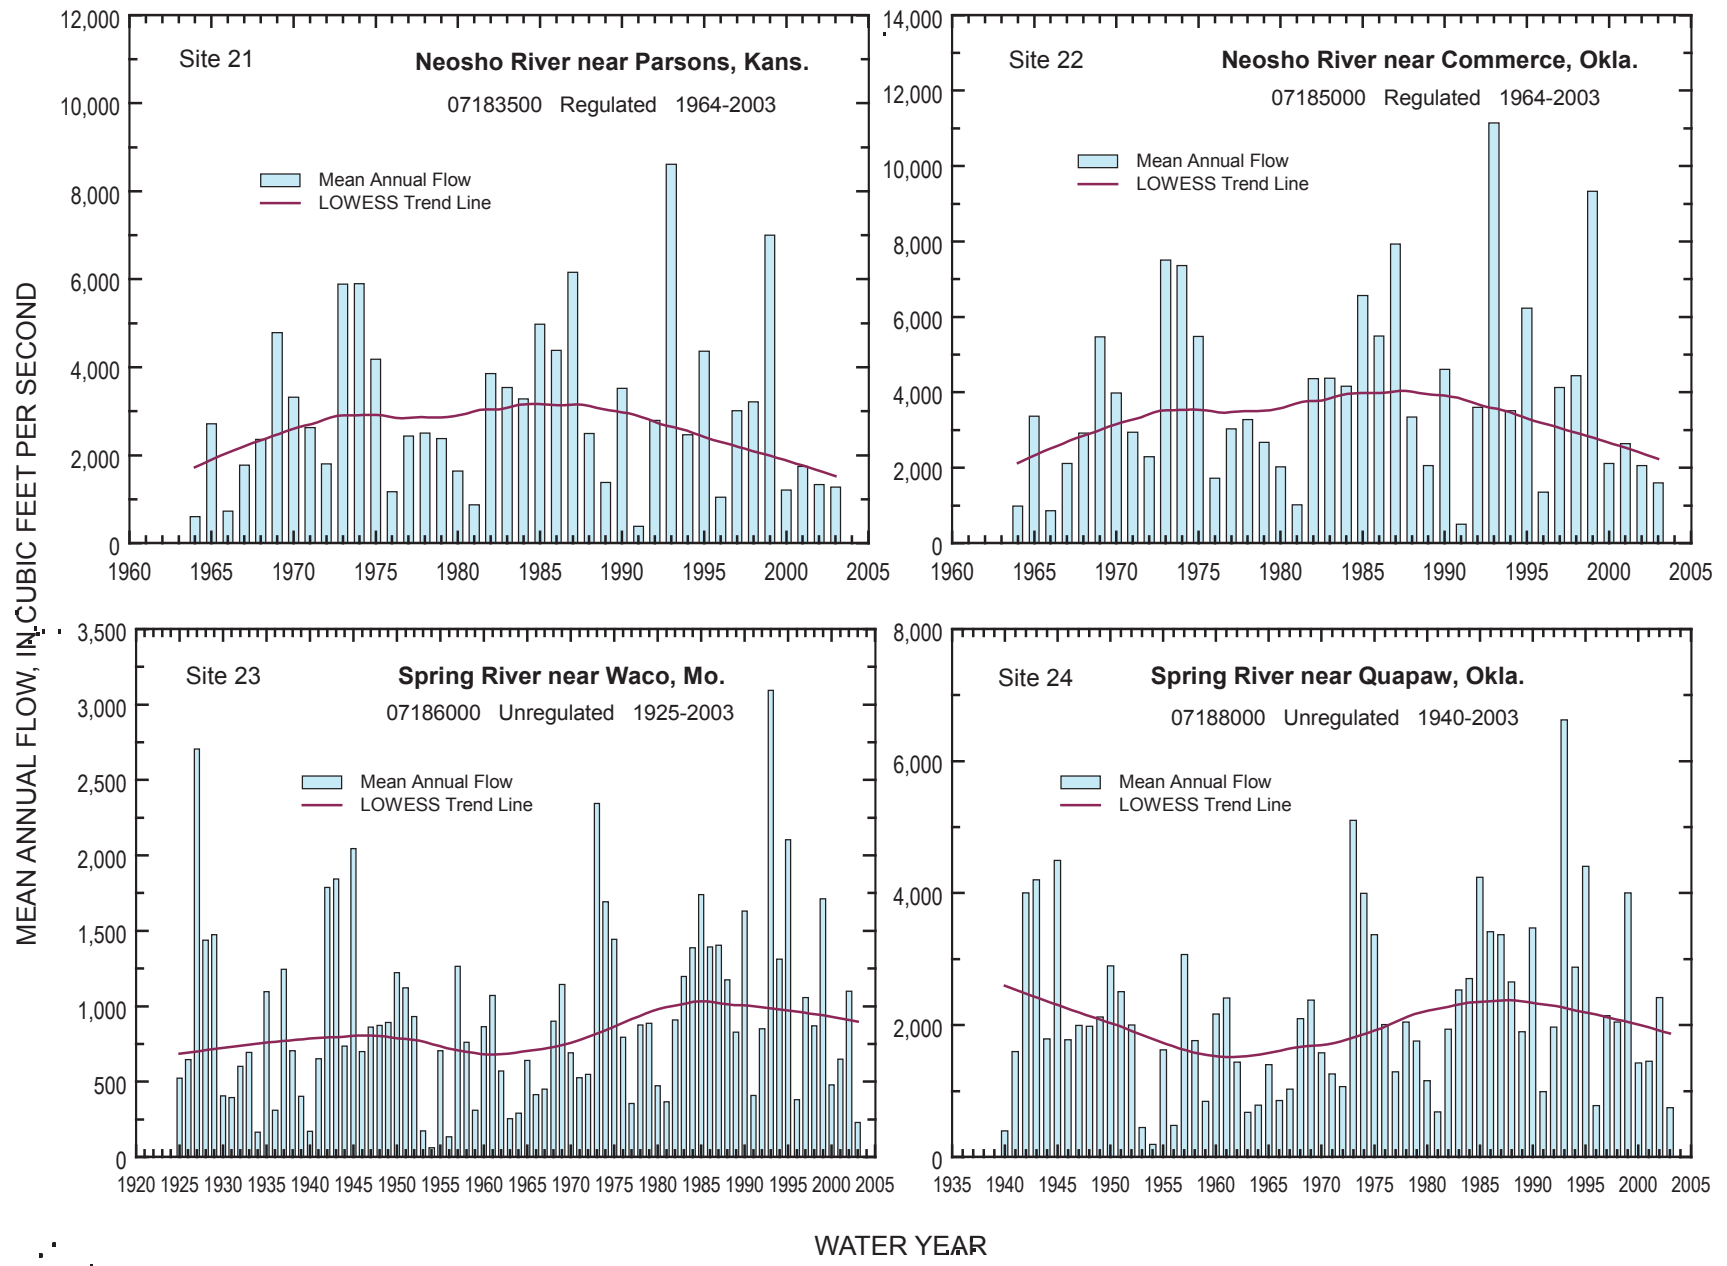 MEAN ANNUAL FLOW, IN CUBIC FEET PER SECOND
Site 21
Neosho River near Parsons, Kans.
07183500 Regulated 1964-2003
Mean Annual Flow
LOWESS Trend Line
12,000
10,000
8,000
6,000
4,000
2,000
0
1960 1965 1970 1975 1980 1985 1990 1995 2000 2005
Site 22
Neosho River near Commerce, Okla.
07185000 Regulated 1964-2003
Mean Annual Flow
LOWESS Trend Line
14,000
12,000
10,000
8,000
6,000
4,000
2,000
0
1960 1965 1970 1975 1980 1985 1990 1995 2000 2005
Site 23
Spring River near Waco, Mo.
07186000 Unregulated 1925-2003
Mean Annual Flow
LOWESS Trend Line
3,500
3,000
2,500
2,000
1,500
1,000
500
0
1920 1925 1930 1935 1940 1945 1950 1955 1960 1965 1970 1975 1980 1985 1990 1995 2000 2005
Site 24
Spring River near Quapaw, Okla.
07188000 Unregulated 1940-2003
Mean Annual Flow
LOWESS Trend Line
8,000
6,000
4,000
2,000
0
1935 1940 1945 1950 1955 1960 1965 1970 1975 1980 1985 1990 1995 2000 2005
WATER YEAR